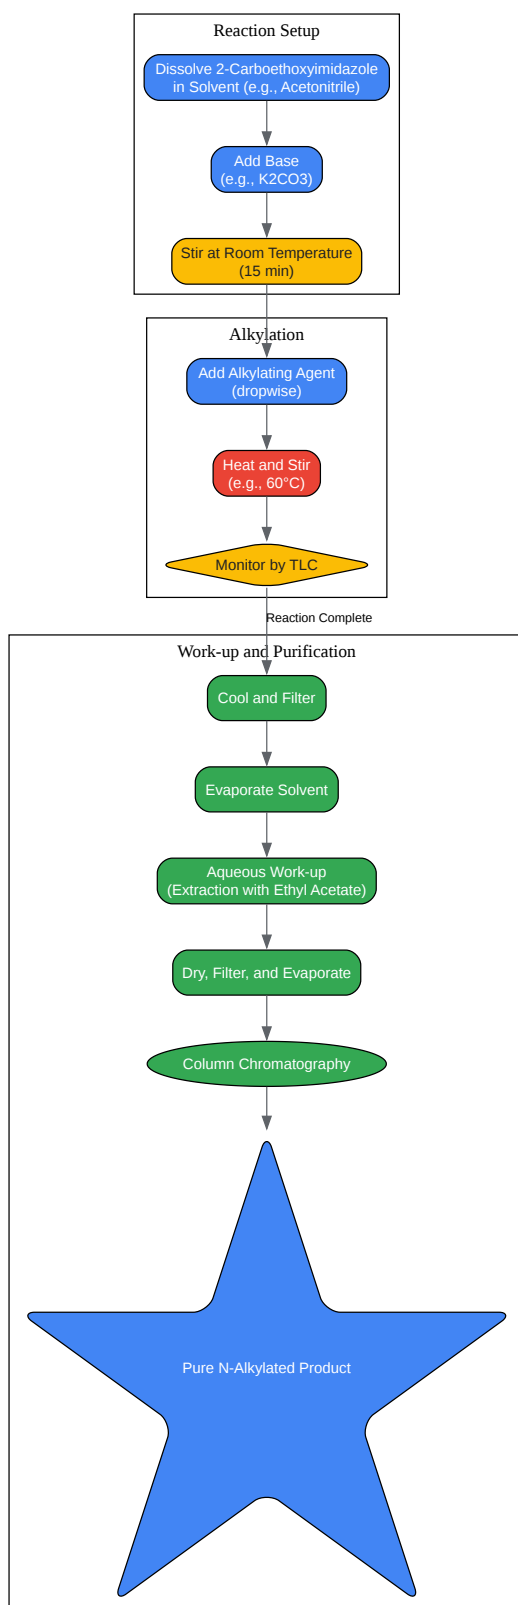 Reaction Setup
Dissolve 2-Carboethoxyimidazole
in Solvent (e.g., Acetonitrile)
Add Base
(e.g., K2CO3)
Stir at Room Temperature
(15 min)
Alkylation
Add Alkylating Agent
(dropwise)
Heat and Stir
(e.g., 60°C)
Monitor by TLC
Reaction Complete
Work-up and Purification
Cool and Filter
Evaporate Solvent
Aqueous Work-up
(Extraction with Ethyl Acetate)
Dry, Filter, and Evaporate
Column Chromatography
Pure N-Alkylated Product